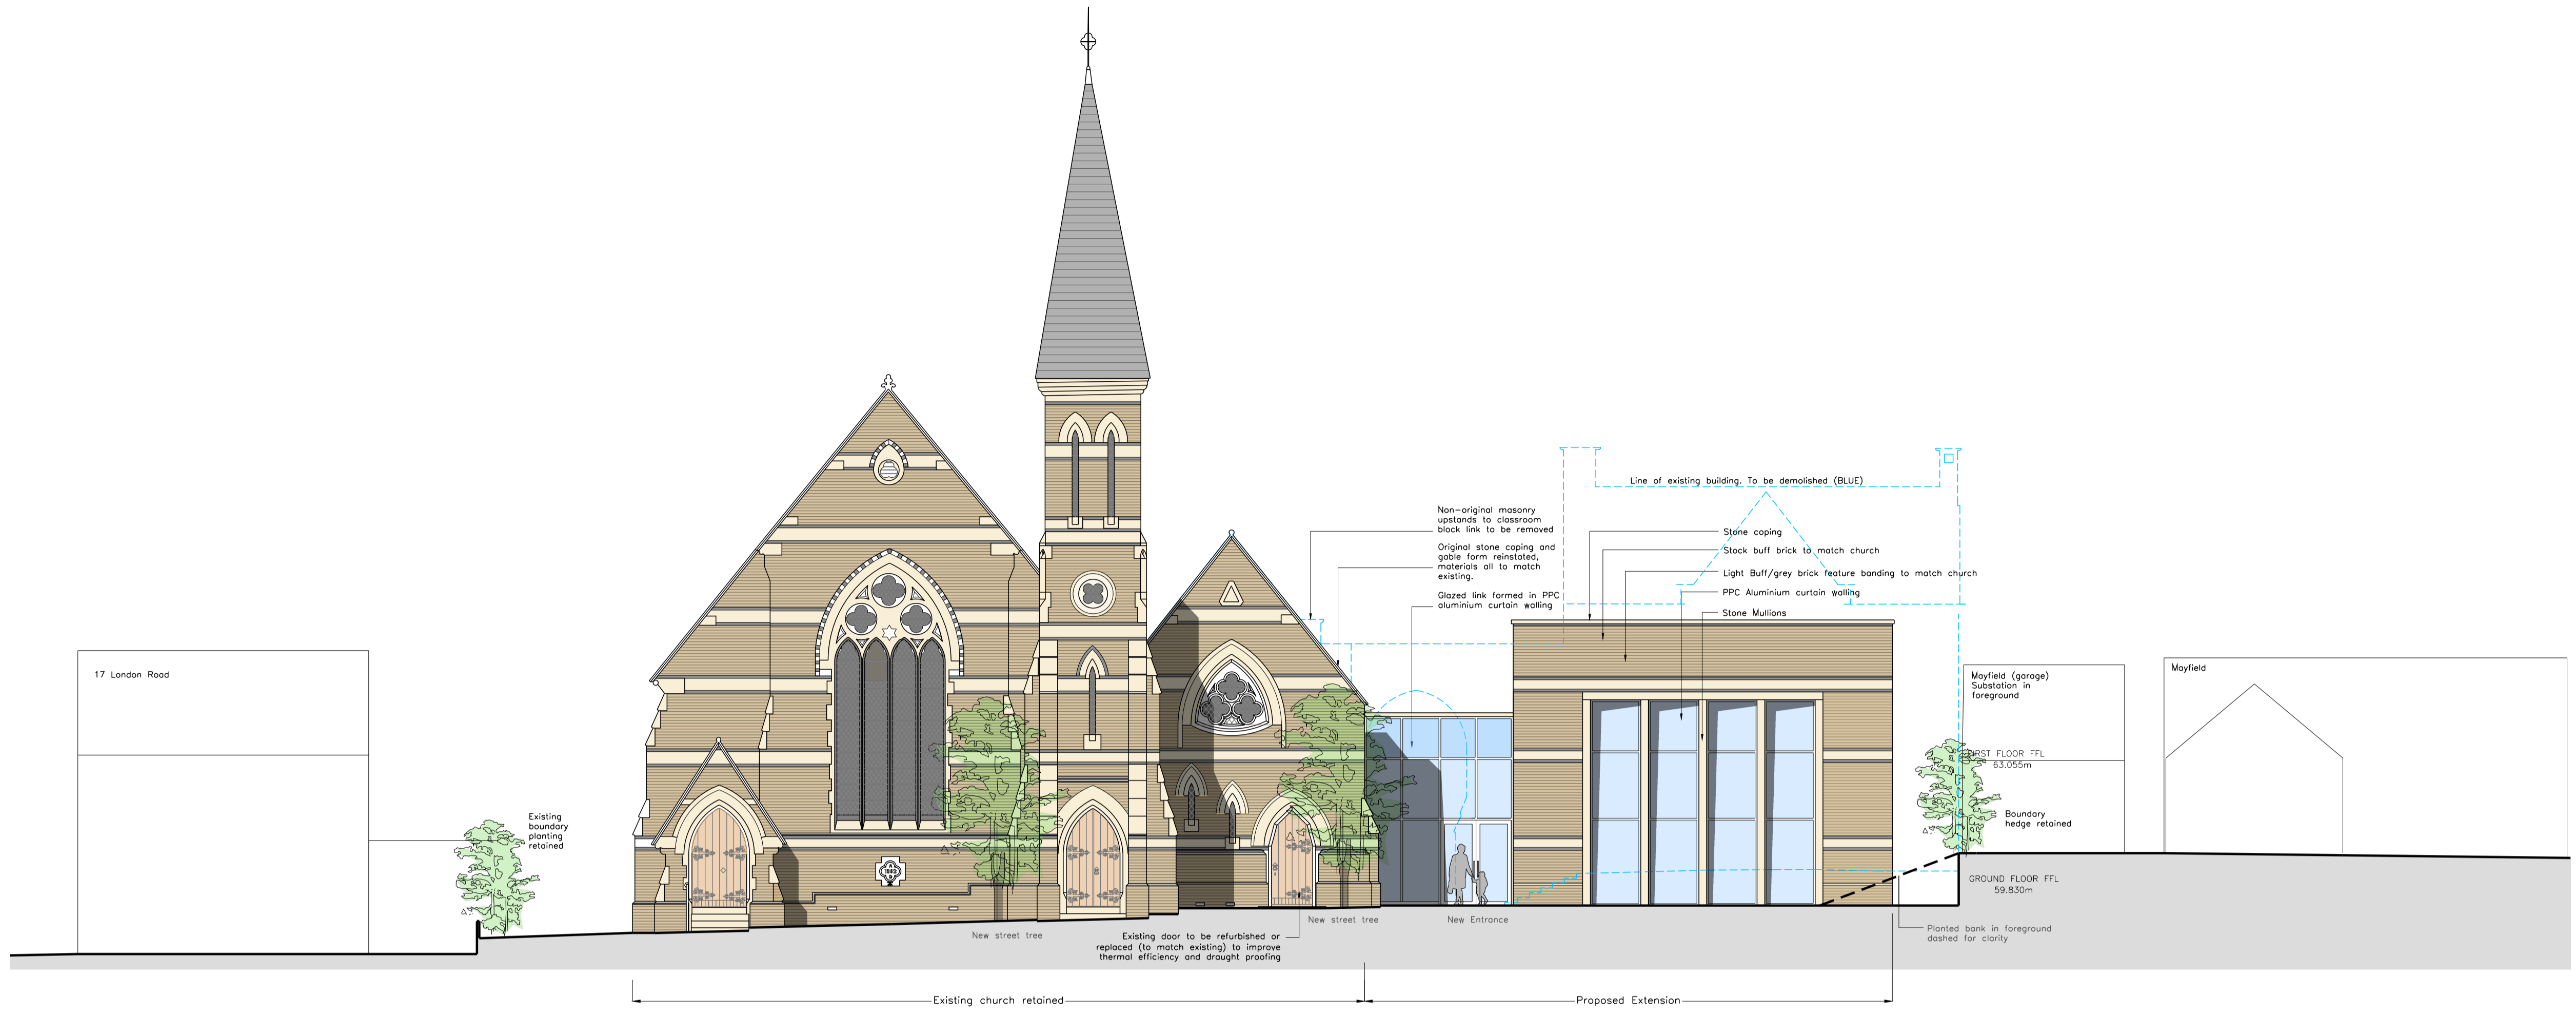 17 London Road
Existing
boundary
planting
retained
A
1882
D
New street tree
Existing door to be refurbished or
replaced (to match existing) to improve
thermal efficiency and draught proofing
Non-original masonry
upstands to classroom
block link to be removed
Original stone coping and
gable form reinstated,
materials all to match
existing.
Glazed link formed in PPC
aluminium curtain walling
New street tree
New Entrance
Line of existing building. To be demolished (BLUE)
Stone coping
Stock buff brick to match church
Light Buff/grey brick feature banding to match church
PPC Aluminium curtain walling
Stone Mullions
Mayfield (garage)
Substation in
foreground
Mayfield
FIRST FLOOR FFL
63.055m
Boundary
hedge retained
GROUND FLOOR FFL
59.830m
Planted bank in foreground
dashed for clarity
Existing church retained
Proposed Extension